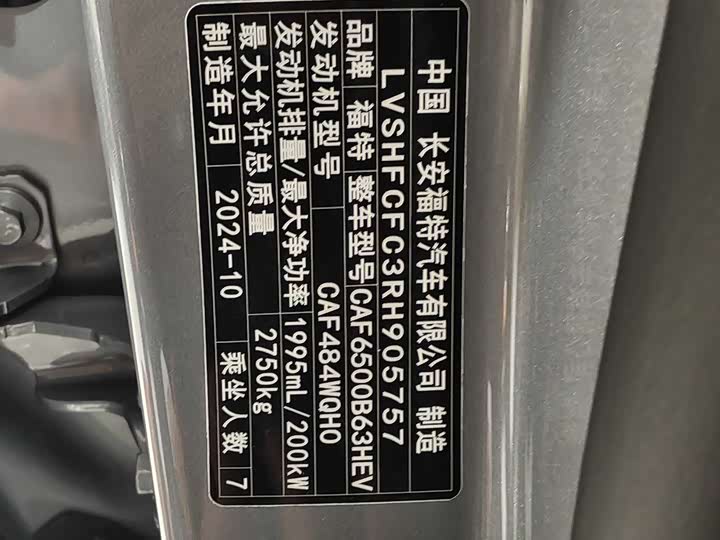 中国 长安福特汽车有限公司 制造
LVSHFCFC3RH905757
品牌 福特 整车型号 CAF6500B63HEV
发动机型号 CAF484WQH0
发动机排量/最大净功率 1995mL/200kW
最大允许总质量 2750kg
制造年月 2024-10 乘坐人数 7